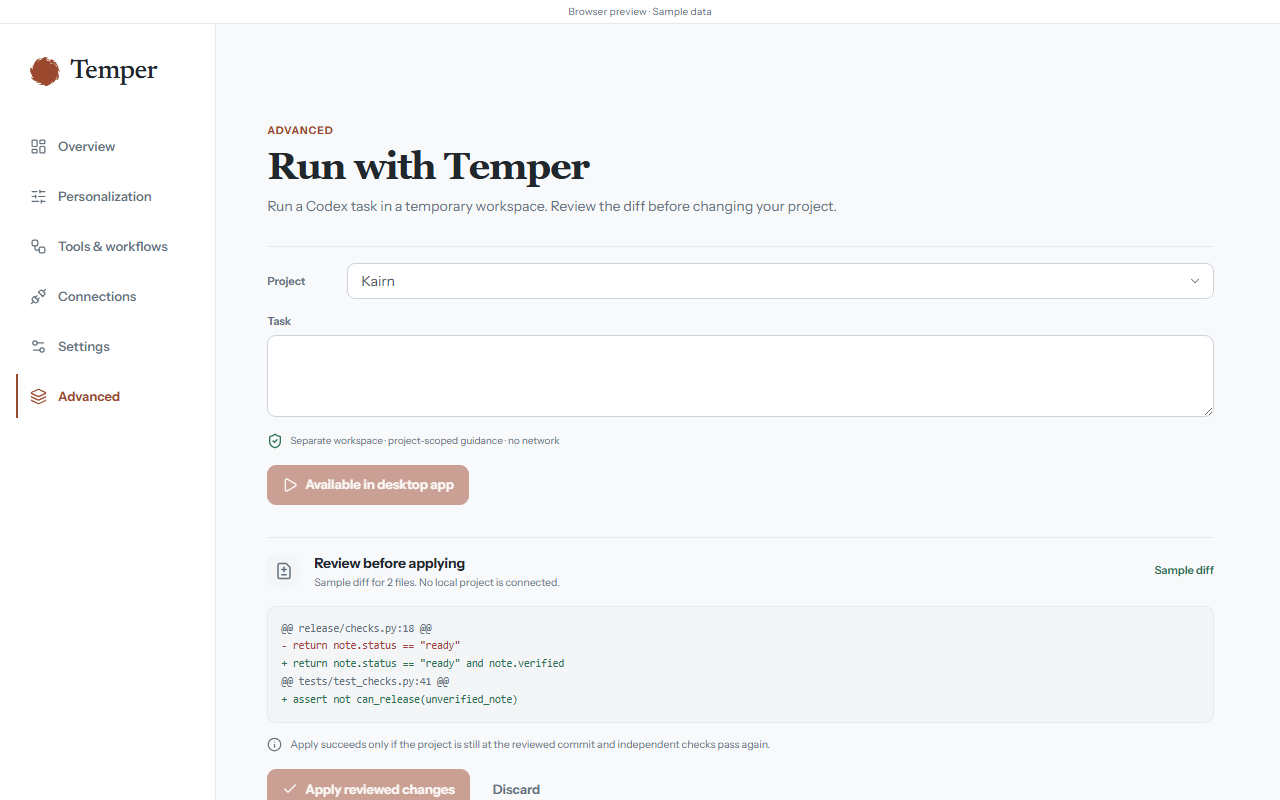 Browser preview · Sample data
Temper
Overview
Personalization
Tools & workflows
Connections
Settings
Advanced
ADVANCED
Run with Temper
Run a Codex task in a temporary workspace. Review the diff before changing your project.
Project
Kairn
Task
Separate workspace · project-scoped guidance · no network
Available in desktop app
Review before applying
Sample diff for 2 files. No local project is connected.
Sample diff
@@ release/checks.py:18 @@
- return note.status == "ready"
+ return note.status == "ready" and note.verified
@@ tests/test_checks.py:41 @@
+ assert not can_release(unverified_note)
Apply succeeds only if the project is still at the reviewed commit and independent checks pass again.
Apply reviewed changes
Discard